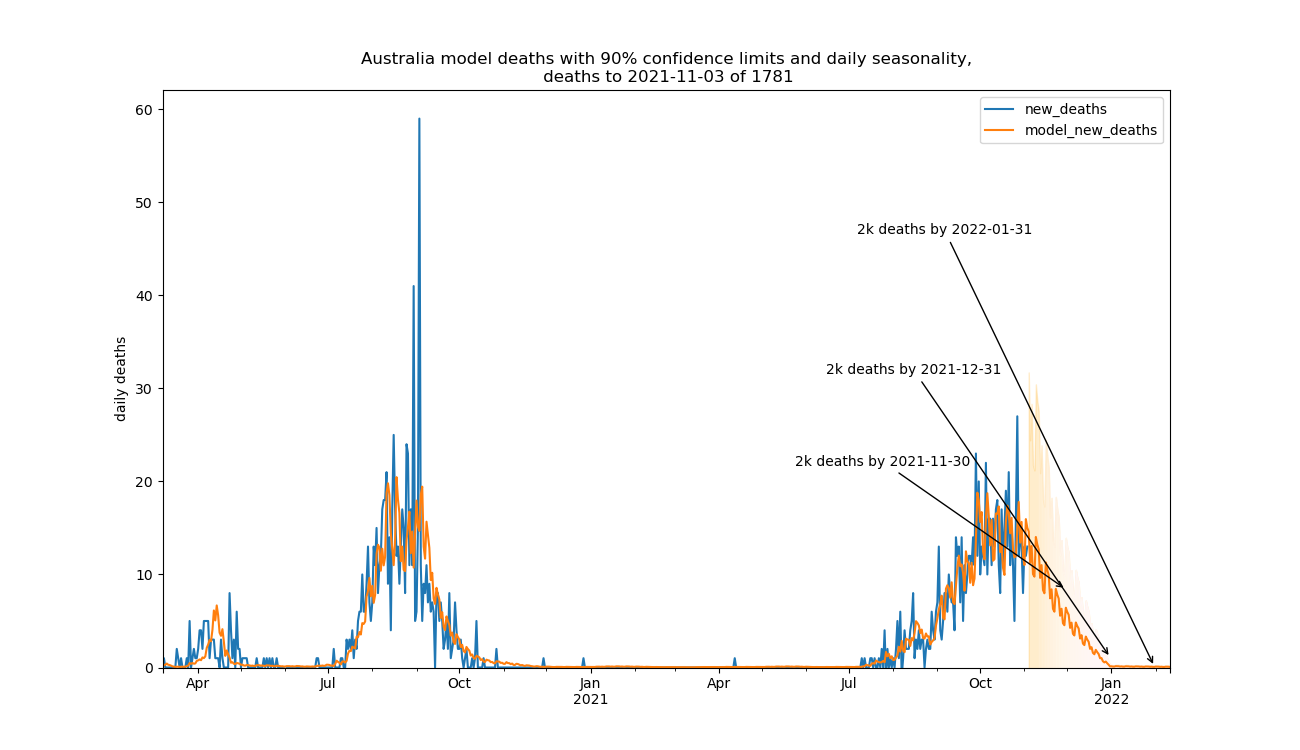 Australia model deaths with 90% confidence limits and daily seasonality,
deaths to 2021-11-03 of 1781
new_deaths
model_new_deaths
daily deaths
60
50
40
30
20
10
0
2k deaths by 2022-01-31
2k deaths by 2021-12-31
2k deaths by 2021-11-30
Apr
Jul
Oct
Jan
2021
Apr
Jul
Oct
Jan
2022